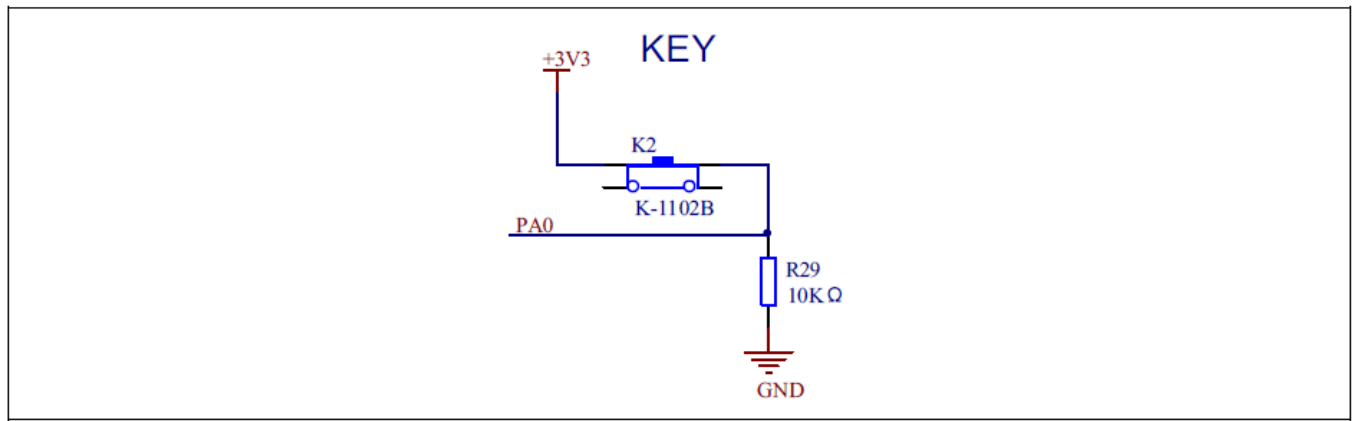 KEY
+3V3
K2
K-1102B
PA0
R29
10KΩ
GND